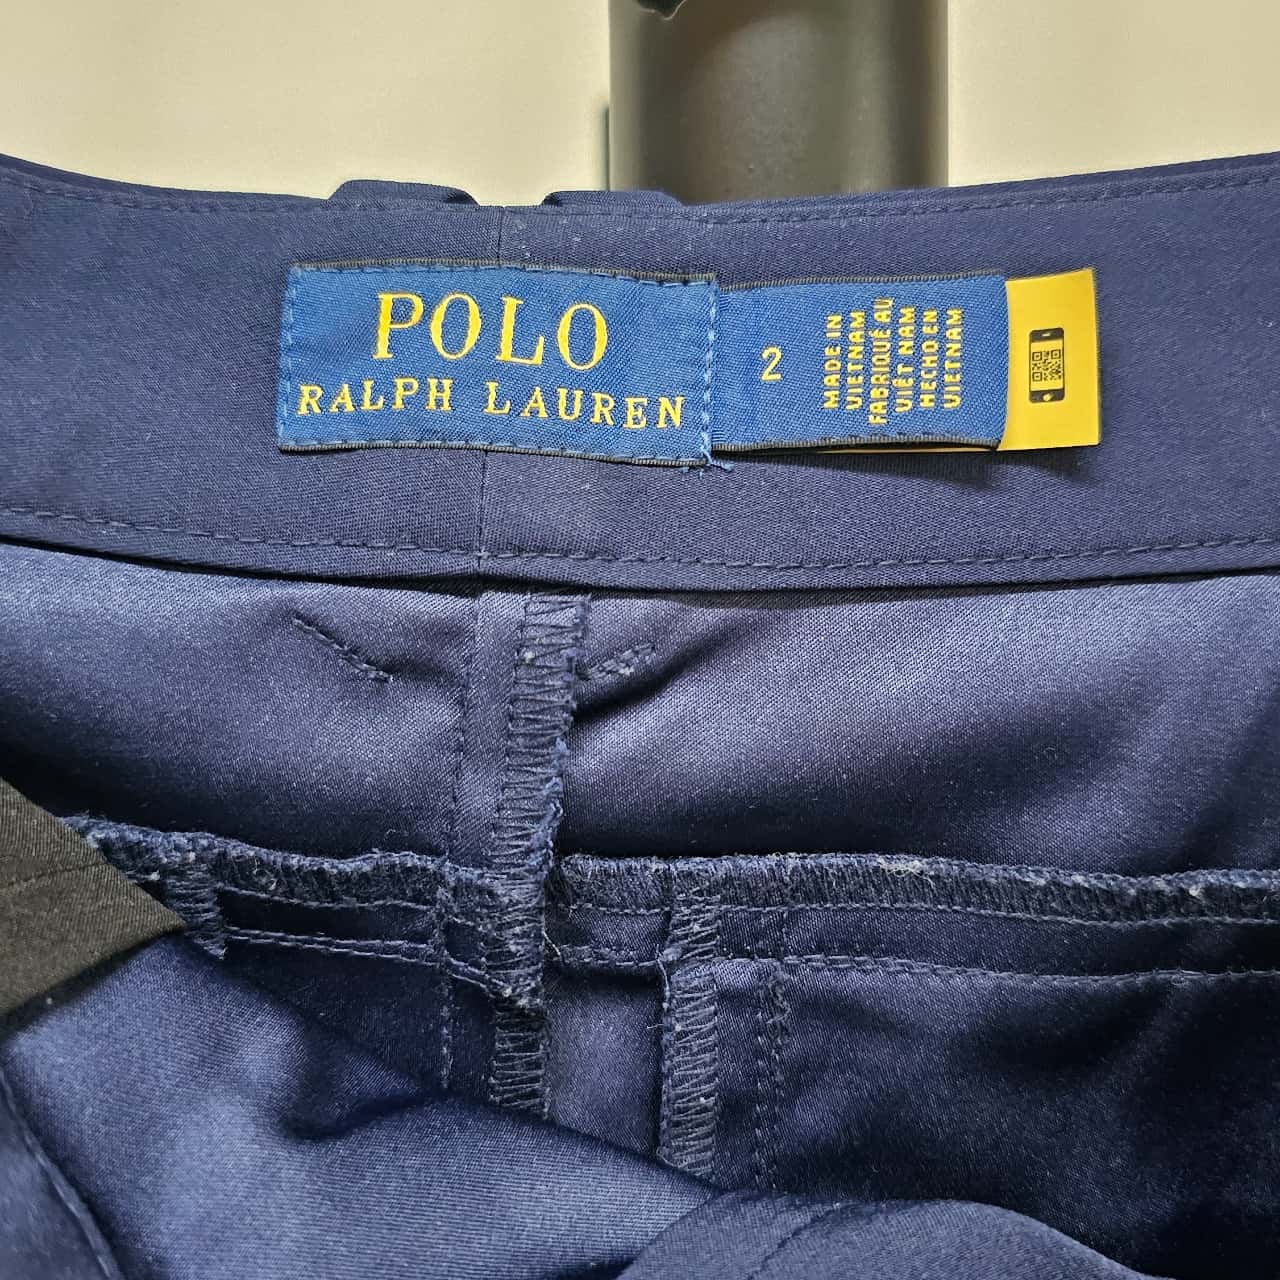 POLO
RALPH LAUREN
2
MADE IN
VIETNAM
FABRIQUÉ AU
VIÊT NAM
HECHO EN
VIETNAM